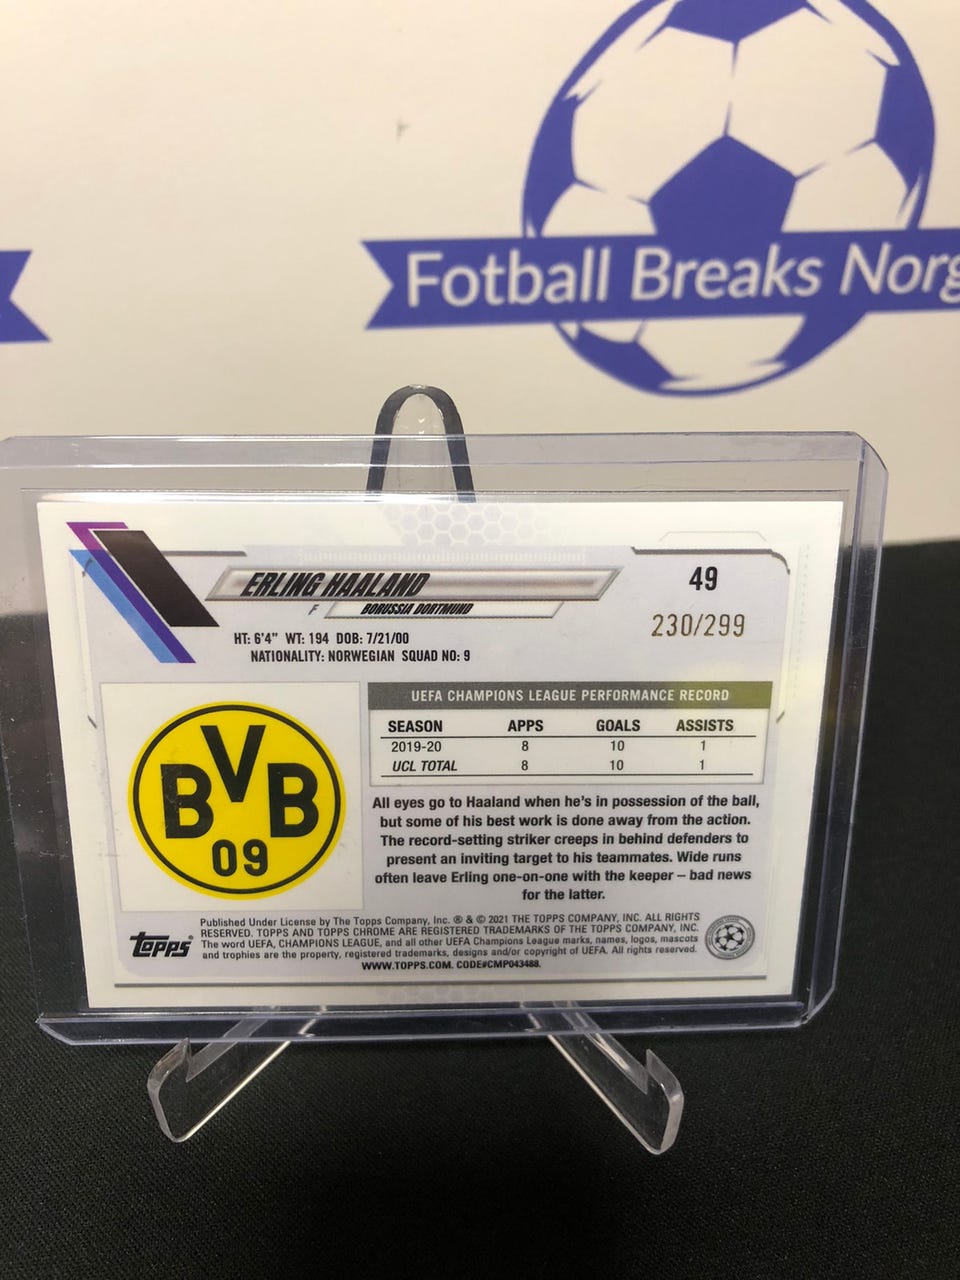 Fotball Breaks Norg
ERLING HAALAND
F BORUSSIA DORTMUND
49
230/299
HT: 6'4" WT: 194 DOB: 7/21/00
NATIONALITY: NORWEGIAN SQUAD NO: 9
BVB
09
UEFA CHAMPIONS LEAGUE PERFORMANCE RECORD
SEASON APPS GOALS ASSISTS
2019-20 8 10 1
UCL TOTAL 8 10 1
All eyes go to Haaland when he's in possession of the ball,
but some of his best work is done away from the action.
The record-setting striker creeps in behind defenders to
present an inviting target to his teammates. Wide runs
often leave Erling one-on-one with the keeper – bad news
for the latter.
topps®
Published Under License by The Topps Company, Inc. ® & © 2021 THE TOPPS COMPANY, INC. ALL RIGHTS
RESERVED. TOPPS AND TOPPS CHROME ARE REGISTERED TRADEMARKS OF THE TOPPS COMPANY, INC.
The word UEFA, CHAMPIONS LEAGUE, and all other UEFA Champions League marks, names, logos, mascots
and trophies are the property, registered trademarks, designs and/or copyright of UEFA. All rights reserved.
WWW.TOPPS.COM. CODE#CMP043488.